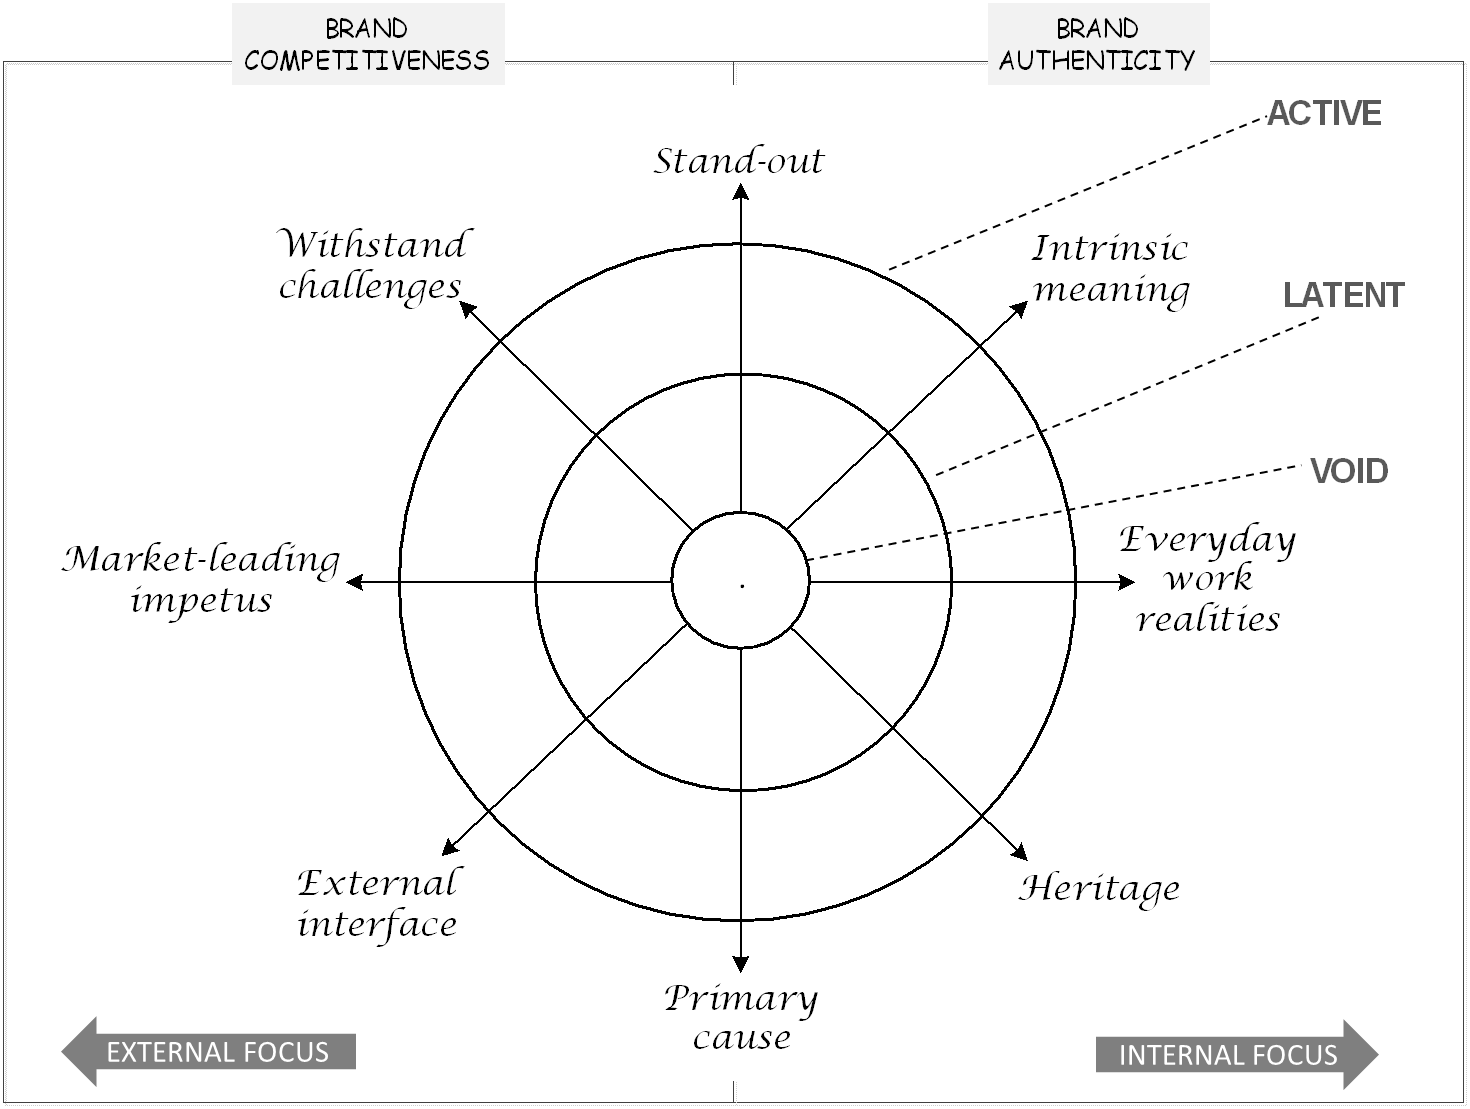 BRAND
COMPETITIVENESS
BRAND
AUTHENTICITY
ACTIVE
Stand-out
Withstand
challenges
Intrinsic
meaning
LATENT
VOID
Market-leading
impetus
Everyday
work
realities
External
interface
Heritage
Primary
cause
EXTERNAL FOCUS
INTERNAL FOCUS